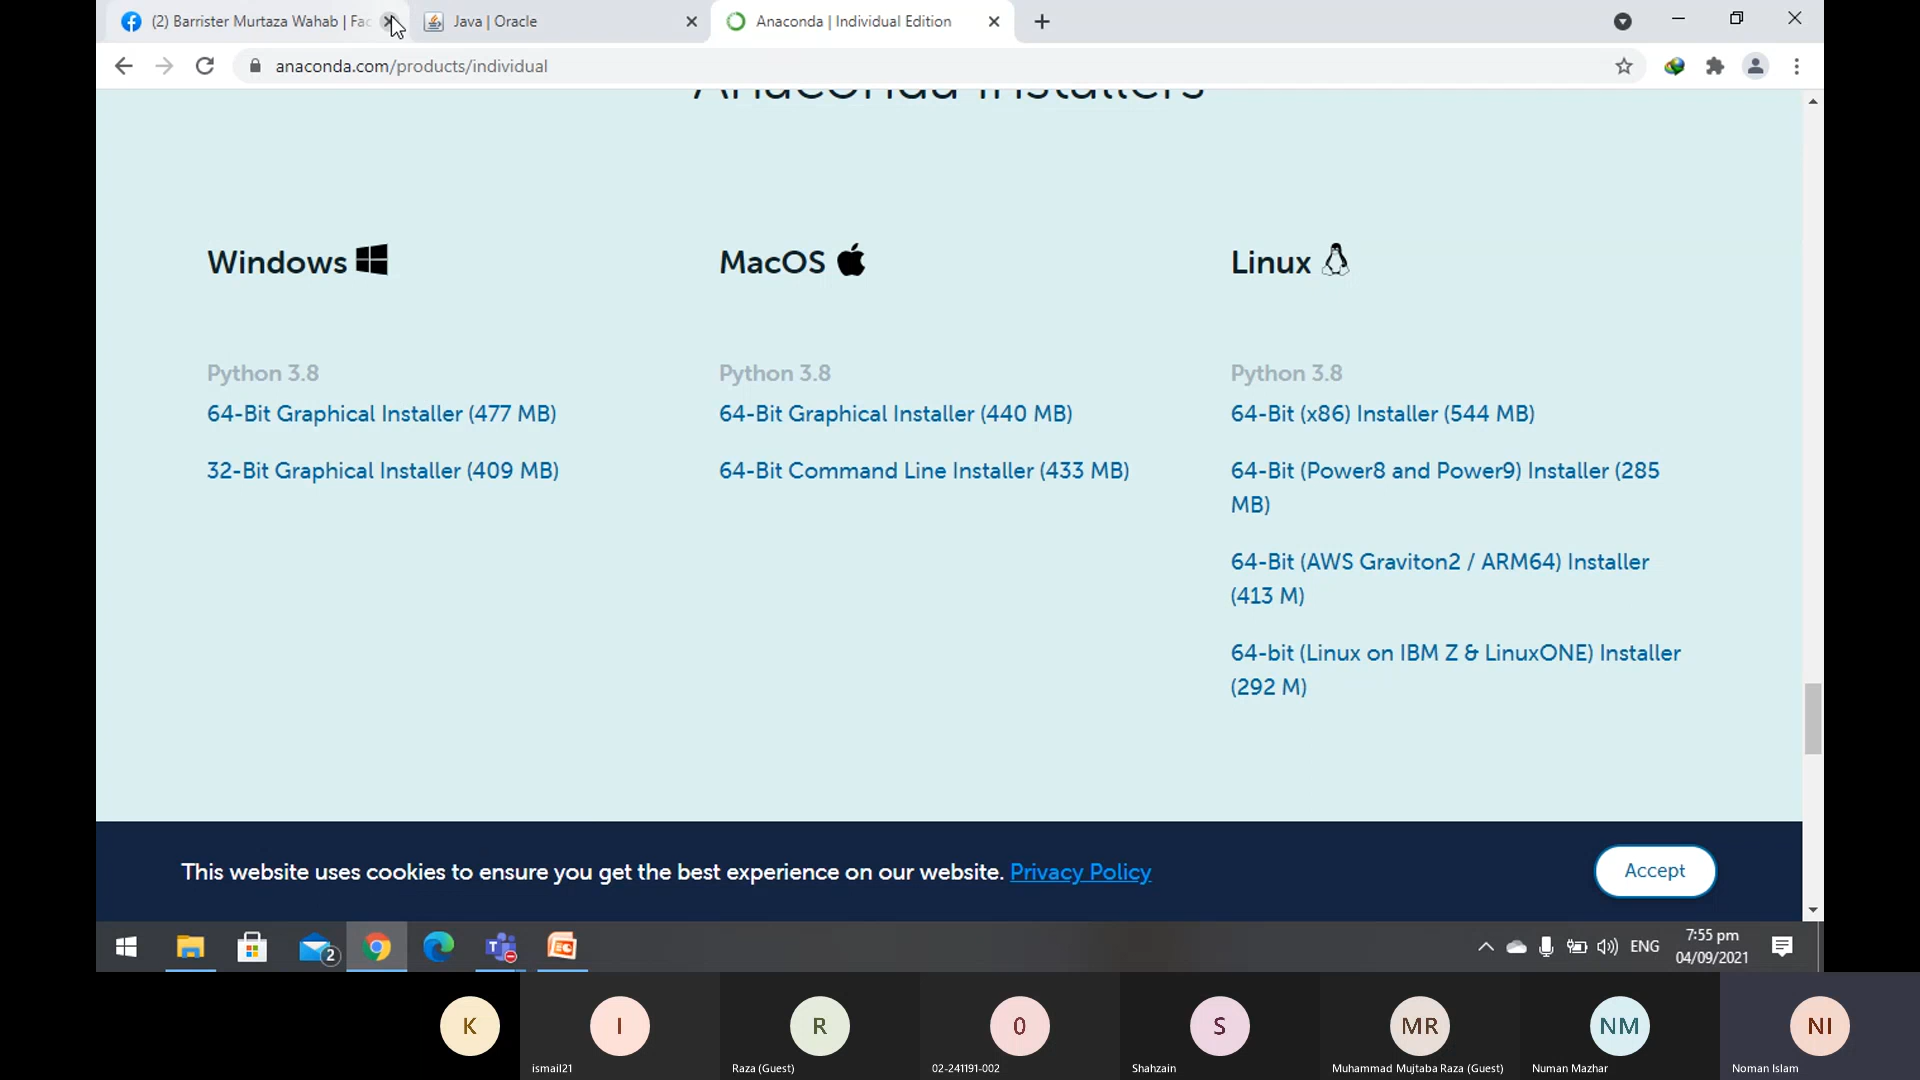 (2) Barrister Murtaza Wahab | Fac
Java | Oracle
Anaconda | Individual Edition
anaconda.com/products/individual
Anaconda Installers
Windows
MacOS
Linux
Python 3.8
Python 3.8
Python 3.8
64-Bit Graphical Installer (477 MB)
64-Bit Graphical Installer (440 MB)
64-Bit (x86) Installer (544 MB)
32-Bit Graphical Installer (409 MB)
64-Bit Command Line Installer (433 MB)
64-Bit (Power8 and Power9) Installer (285
MB)
64-Bit (AWS Graviton2 / ARM64) Installer
(413 M)
64-bit (Linux on IBM Z & LinuxONE) Installer
(292 M)
This website uses cookies to ensure you get the best experience on our website. Privacy Policy
Accept
2
ENG
7:55 pm
04/09/2021
K
I
R
0
S
MR
NM
NI
ismail21
Raza (Guest)
02-241191-002
Shahzain
Muhammad Mujtaba Raza (Guest)
Numan Mazhar
Noman Islam